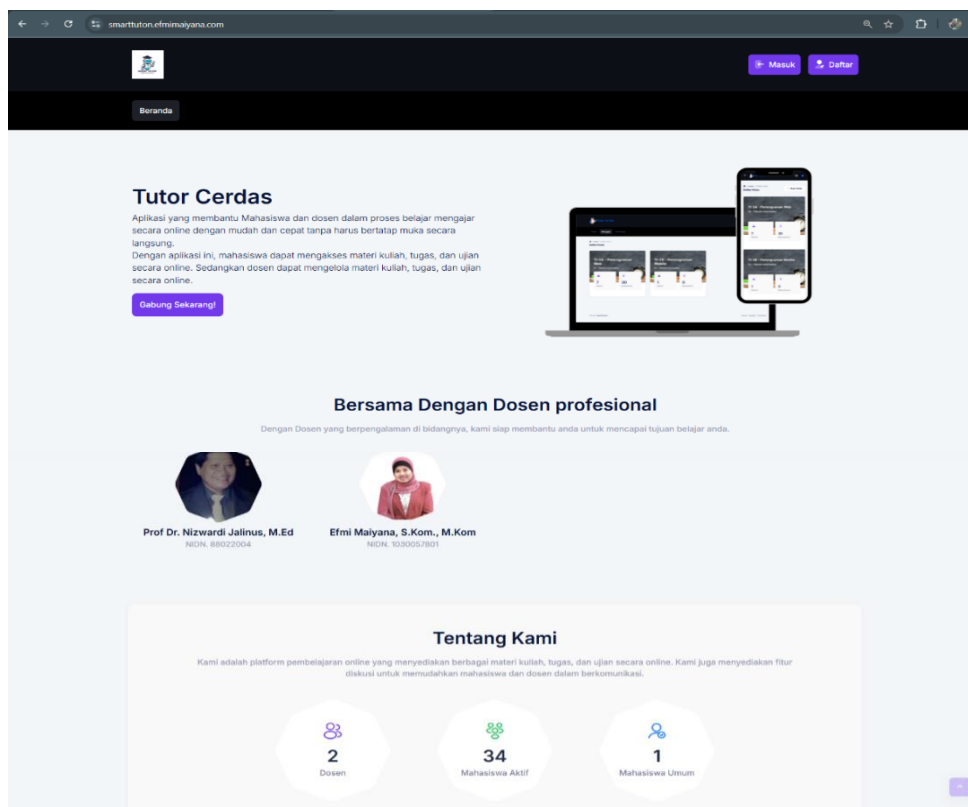 smarttuton.efmimaiyana.com
Masuk
Daftar
Beranda
Tutor Cerdas
Aplikasi yang membantu Mahasiswa dan dosen dalam proses belajar mengajar
secara online dengan mudah dan cepat tanpa harus bertatap muka secara
langsung.
Dengan aplikasi ini, mahasiswa dapat mengakses materi kuliah, tugas, dan ujian
secara online. Sedangkan dosen dapat mengelola materi kuliah, tugas, dan ujian
secara online.
Gabung Sekarang!
Bersama Dengan Dosen profesional
Dengan Dosen yang berpengalaman di bidangnya, kami siap membantu anda untuk mencapai tujuan belajar anda.
Prof Dr. Nizwardi Jalinus, M.Ed
NIDN. 88022004
Efmi Maiyana, S.Kom., M.Kom
NIDN. 1030057801
Tentang Kami
Kami adalah platform pembelajaran online yang menyediakan berbagai materi kuliah, tugas, dan ujian secara online. Kami juga menyediakan fitur
diskusi untuk memudahkan mahasiswa dan dosen dalam berkomunikasi.
2
Dosen
34
Mahasiswa Aktif
1
Mahasiswa Umum